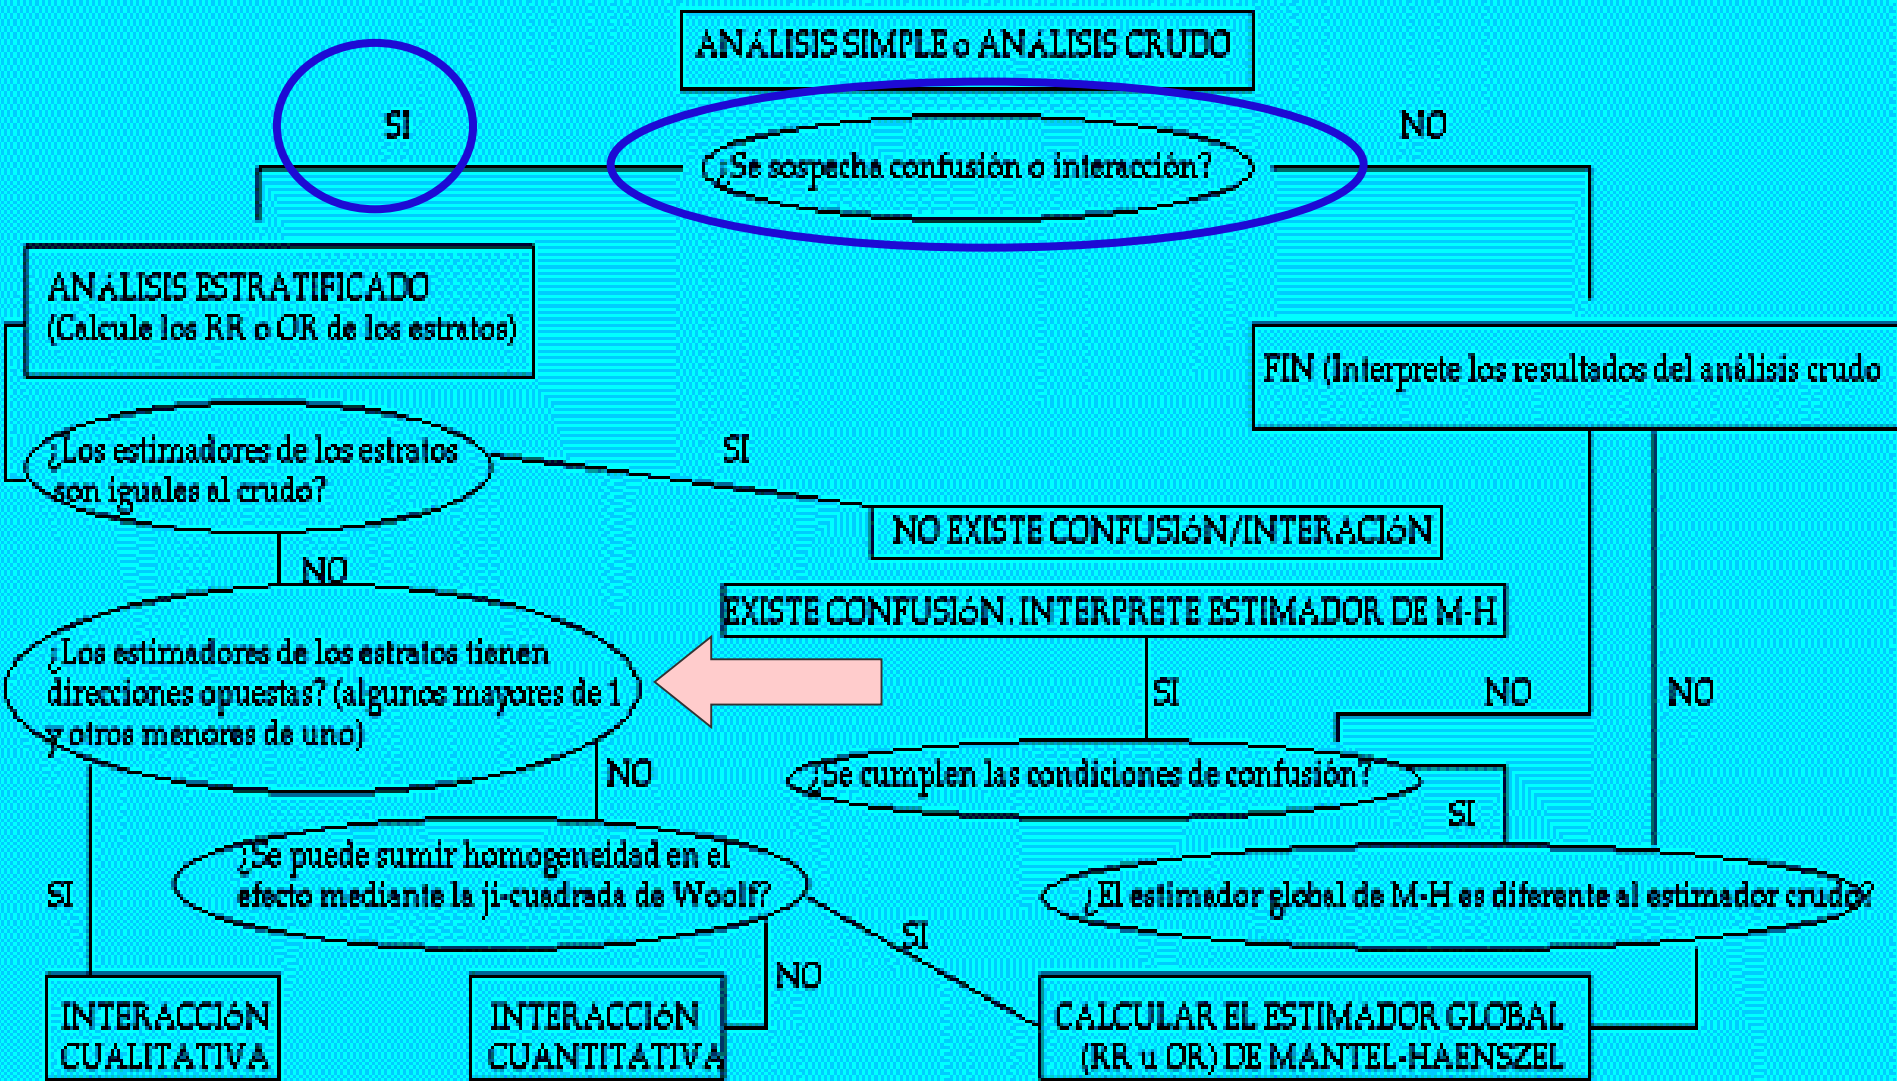 ANÁLISIS SIMPLE o ANÁLISIS CRUDO
SI
NO
¿Se sospecha confusión o interacción?
ANÁLISIS ESTRATIFICADO
(Calcule los RR o OR de los estratos)
FIN (Interprete los resultados del análisis crudo
¿Los estimadores de los estratos
son iguales al crudo?
SI
NO EXISTE CONFUSIóN/INTERACIóN
NO
EXISTE CONFUSIóN. INTERPRETE ESTIMADOR DE M-H
¿Los estimadores de los estratos tienen
direcciones opuestas? (algunos mayores de 1
y otros menores de uno)
SI
NO
NO
NO
¿Se cumplen las condiciones de confusión?
SI
¿Se puede sumir homogeneidad en el
efecto mediante la ji-cuadrada de Woolf?
SI
¿El estimador global de M-H es diferente al estimador crudo?
SI
NO
INTERACCIóN
CUALITATIVA
INTERACCIóN
CUANTITATIVA
CALCULAR EL ESTIMADOR GLOBAL
(RR u OR) DE MANTEL-HAENSZEL